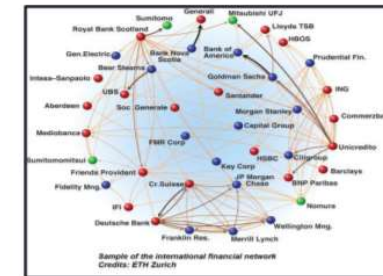 Sumitomo
Generali
Mitsubishi UFJ
Royal Bank Scotland
Lloyds TSB
HBOS
Gen.Electric
Bank Nova
Scotia
Bank of
America
Prudential Fin.
Bear Stearns
Goldman Sachs
Intesa-Sanpaolo
UBS
Santander
ING
Aberdeen
Soc.Generale
Morgan Stanley
Commerzba
Mediobanca
Capital Group
Unicredito
FMR Corp
Sumitomomitsui
HSBC
Citigroup
Friends Provident
Key Corp
Barclays
BNP Paribas
Fidelity Mng.
Cr.Suisse
JP Morgan
Chase
Nomura
IFI
Deutsche Bank
Wellington Mng.
Franklin Res.
Merrill Lynch
Sample of the international financial network
Credits: ETH Zurich